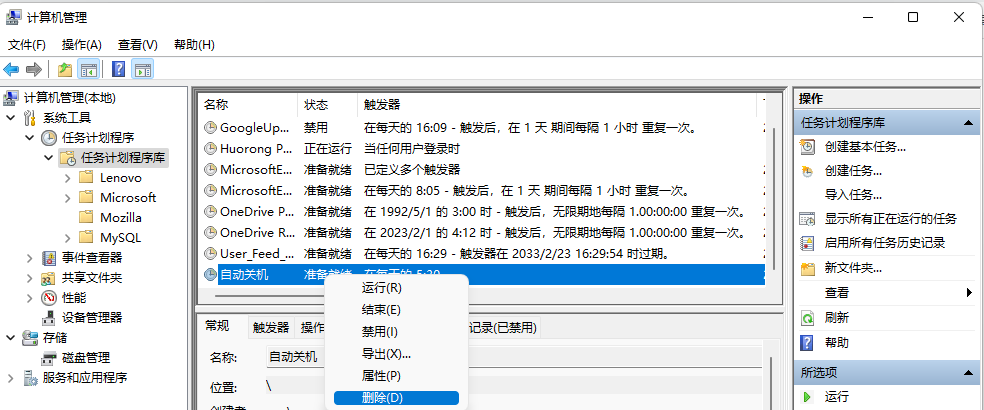 计算机管理
文件(F) 操作(A) 查看(V) 帮助(H)
计算机管理(本地)
系统工具
任务计划程序
任务计划程序库
Lenovo
Microsoft
Mozilla
MySQL
事件查看器
共享文件夹
性能
设备管理器
存储
磁盘管理
服务和应用程序
名称 状态 触发器
GoogleUp... 禁用 在每天的 16:09 - 触发后，在 1 天 期间每隔 1 小时 重复一次。
Huorong P... 正在运行 当任何用户登录时
MicrosoftE... 准备就绪 已定义多个触发器
MicrosoftE... 准备就绪 在每天的 8:05 - 触发后，在 1 天 期间每隔 1 小时 重复一次。
OneDrive P... 准备就绪 在 1992/5/1 的 3:00 时 - 触发后，无限期地每隔 1.00:00:00 重复一次。
OneDrive R... 准备就绪 在 2023/2/1 的 4:12 时 - 触发后，无限期地每隔 1.00:00:00 重复一次。
User_Feed_... 准备就绪 在每天的 16:29 - 触发器在 2033/2/23 16:29:54 时过期。
自动关机 准备就绪 在每天的 5:30
运行(R)
结束(E)
禁用(I)
导出(X)...
属性(P)
删除(D)
常规 触发器 操作 记录(已禁用)
名称: 自动关机
位置: \
创建者
操作
任务计划程序库
创建基本任务...
创建任务...
导入任务...
显示所有正在运行的任务
启用所有任务历史记录
新文件夹...
查看
刷新
帮助
所选项
运行